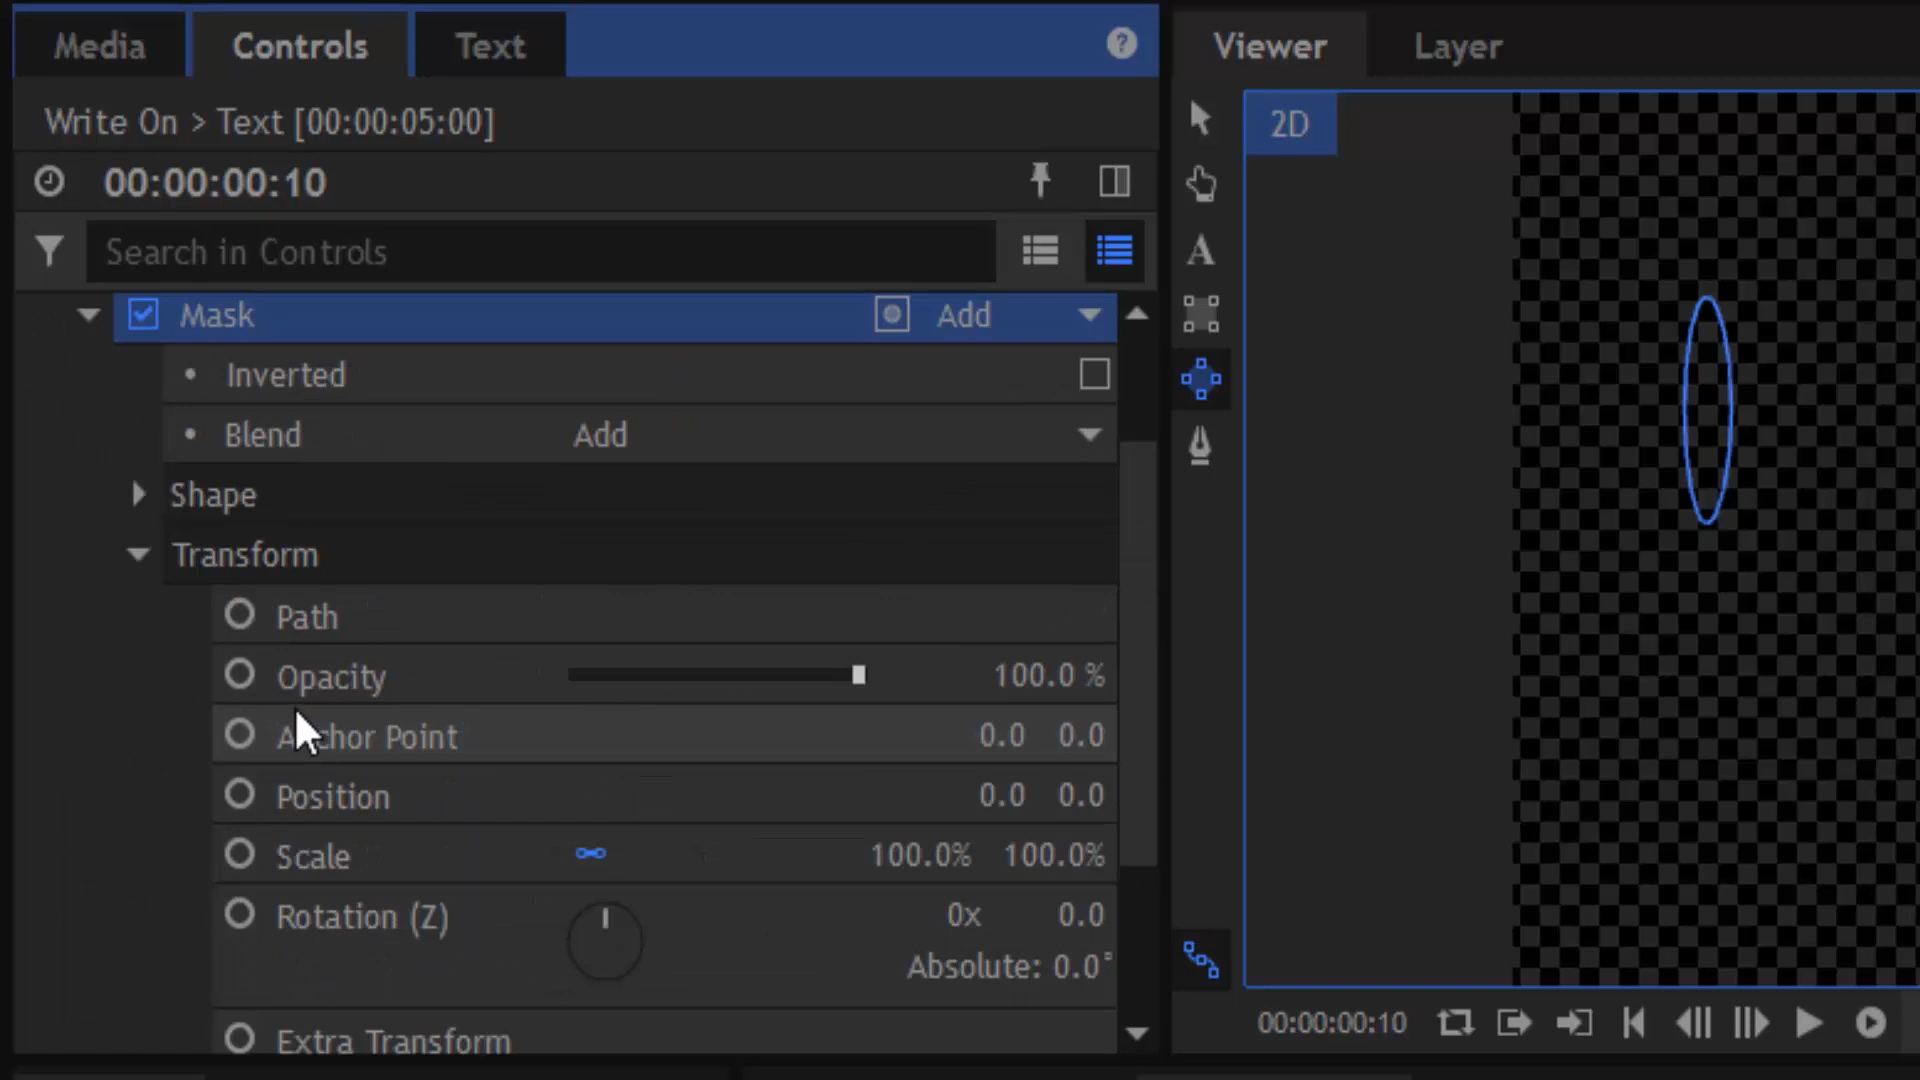 Media Controls Text
Write On > Text [00:00:05:00]
00:00:00:10
Search in Controls
Mask Add
Inverted
Blend Add
Shape
Transform
Path
Opacity 100.0 %
Anchor Point 0.0 0.0
Position 0.0 0.0
Scale 100.0% 100.0%
Rotation (Z) 0x 0.0
Absolute: 0.0°
Extra Transform
Viewer Layer
2D
00:00:00:10